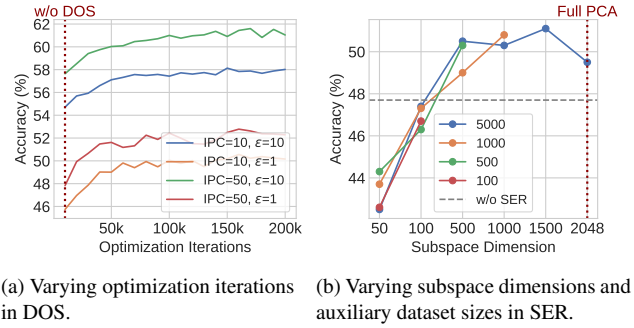 w/o DOS
62
60
58
56
54
52
50
48
46
Accuracy (%)
IPC=10, ε=10
IPC=10, ε=1
IPC=50, ε=10
IPC=50, ε=1
50k
100k
150k
200k
Optimization Iterations
(a) Varying optimization iterations
in DOS.
Full PCA
50
48
46
44
Accuracy (%)
5000
1000
500
100
w/o SER
50
100
500
1000
1500
2048
Subspace Dimension
(b) Varying subspace dimensions and
auxiliary dataset sizes in SER.